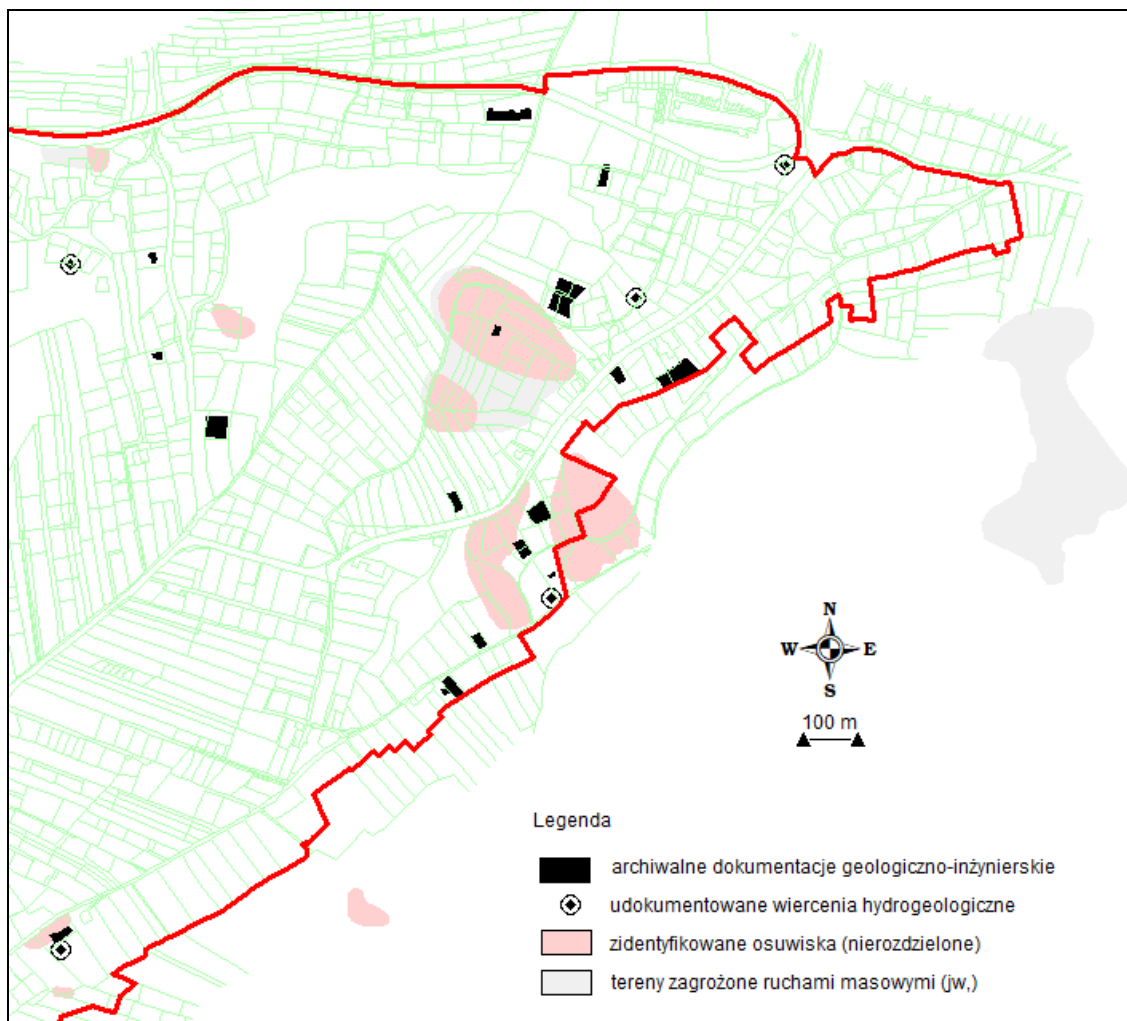 N
W E
S
100 m
Legenda
archiwalne dokumentacje geologiczno-inżynierskie
udokumentowane wiercenia hydrogeologiczne
zidentyfikowane osuwiska (nierozdzielone)
tereny zagrożone ruchami masowymi (jw,)